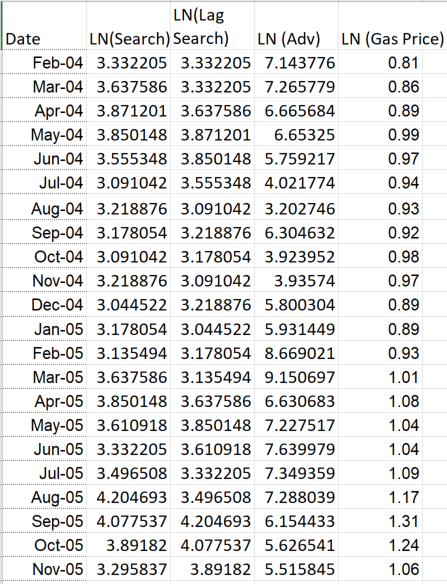 LN(Lag
Date LN(Search) Search) LN (Adv) LN (Gas Price)
Feb-04 3.332205 3.332205 7.143776 0.81
Mar-04 3.637586 3.332205 7.265779 0.86
Apr-04 3.871201 3.637586 6.665684 0.89
May-04 3.850148 3.871201 6.65325 0.99
Jun-04 3.555348 3.850148 5.759217 0.97
Jul-04 3.091042 3.555348 4.021774 0.94
Aug-04 3.218876 3.091042 3.202746 0.93
Sep-04 3.178054 3.218876 6.304632 0.92
Oct-04 3.091042 3.178054 3.923952 0.98
Nov-04 3.218876 3.091042 3.93574 0.97
Dec-04 3.044522 3.218876 5.800304 0.89
Jan-05 3.178054 3.044522 5.931449 0.89
Feb-05 3.135494 3.178054 8.669021 0.93
Mar-05 3.637586 3.135494 9.150697 1.01
Apr-05 3.850148 3.637586 6.630683 1.08
May-05 3.610918 3.850148 7.227517 1.04
Jun-05 3.332205 3.610918 7.639979 1.04
Jul-05 3.496508 3.332205 7.349359 1.09
Aug-05 4.204693 3.496508 7.288039 1.17
Sep-05 4.077537 4.204693 6.154433 1.31
Oct-05 3.89182 4.077537 5.626541 1.24
Nov-05 3.295837 3.89182 5.515845 1.06